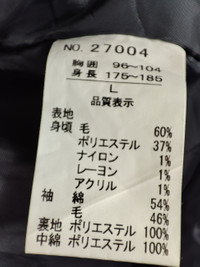 NO. 27004
胸囲 96~104
身長 175~185
L
品質表示
表地
身頃 毛 60%
ポリエステル 37%
ナイロン 1%
レーヨン 1%
アクリル 1%
袖 綿 54%
毛 46%
裏地 ポリエステル 100%
中綿 ポリエステル 100%